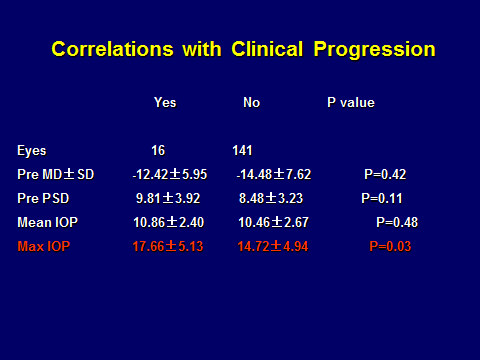 Correlations with Clinical Progression
Yes No P value
Eyes 16 141
Pre MD±SD -12.42±5.95 -14.48±7.62 P=0.42
Pre PSD 9.81±3.92 8.48±3.23 P=0.11
Mean IOP 10.86±2.40 10.46±2.67 P=0.48
Max IOP 17.66±5.13 14.72±4.94 P=0.03